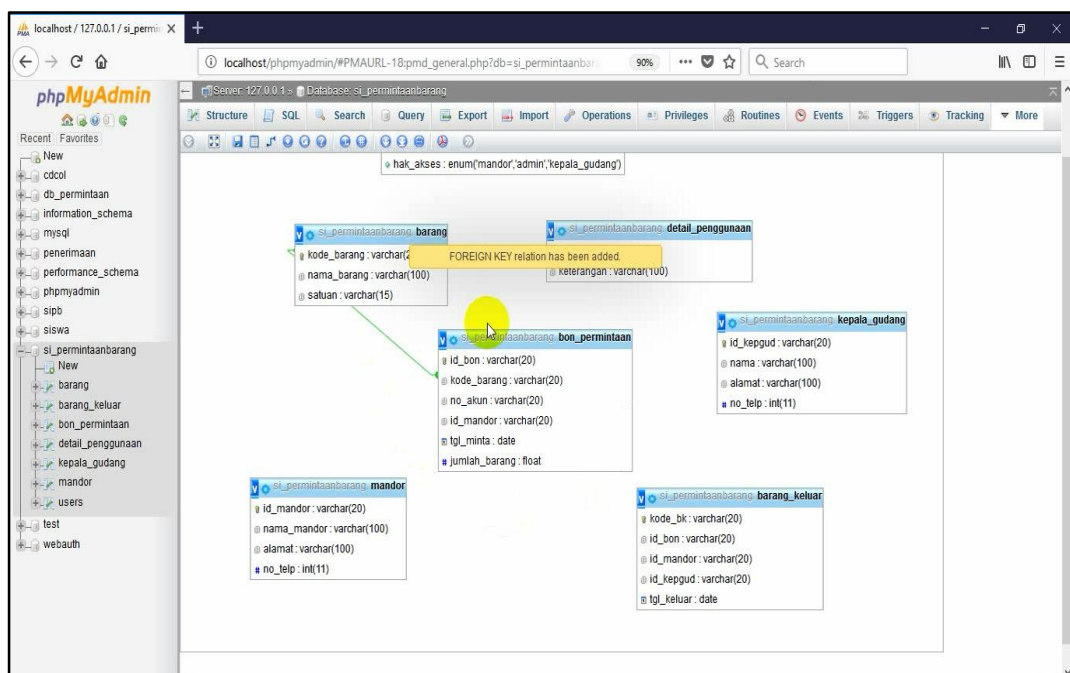 localhost / 127.0.0.1 / si_permin
localhost/phpmyadmin/#PMAURL-18:pmd_general.php?db=si_permintaanbaran
90%
Search
phpMyAdmin
Recent Favorites
New
cdcol
db_permintaan
information_schema
mysql
penerimaan
performance_schema
phpmyadmin
sipb
siswa
si_permintaanbarang
New
barang
barang_keluar
bon_permintaan
detail_penggunaan
kepala_gudang
mandor
users
test
webauth
Server: 127.0.0.1 » Database: si_permintaanbarang
Structure SQL Search Query Export Import Operations Privileges Routines Events Triggers Tracking More
hak_akses : enum('mandor','admin','kepala_gudang')
si_permintaanbarang barang
kode_barang : varchar(2
nama_barang : varchar(100)
satuan : varchar(15)
si_permintaanbarang detail_penggunaan
keterangan : varchar(100)
FOREIGN KEY relation has been added.
si_permintaanbarang bon_permintaan
id_bon : varchar(20)
kode_barang : varchar(20)
no_akun : varchar(20)
id_mandor : varchar(20)
tgl_minta : date
jumlah_barang : float
si_permintaanbarang kepala_gudang
id_kepgud : varchar(20)
nama : varchar(100)
alamat : varchar(100)
no_telp : int(11)
si_permintaanbarang mandor
id_mandor : varchar(20)
nama_mandor : varchar(100)
alamat : varchar(100)
no_telp : int(11)
si_permintaanbarang barang_keluar
kode_bk : varchar(20)
id_bon : varchar(20)
id_mandor : varchar(20)
id_kepgud : varchar(20)
tgl_keluar : date